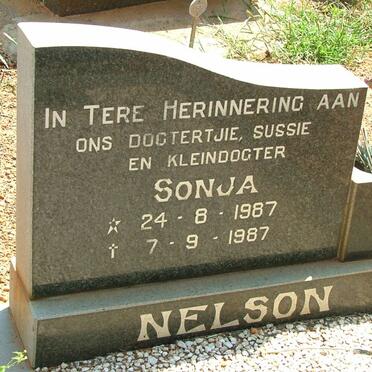 IN TERE HERINNERING AAN
ONS DOGTERTJIE, SUSSIE
EN KLEINDOGTER
SONJA
☆ 24-8-1987
† 7-9-1987
NELSON